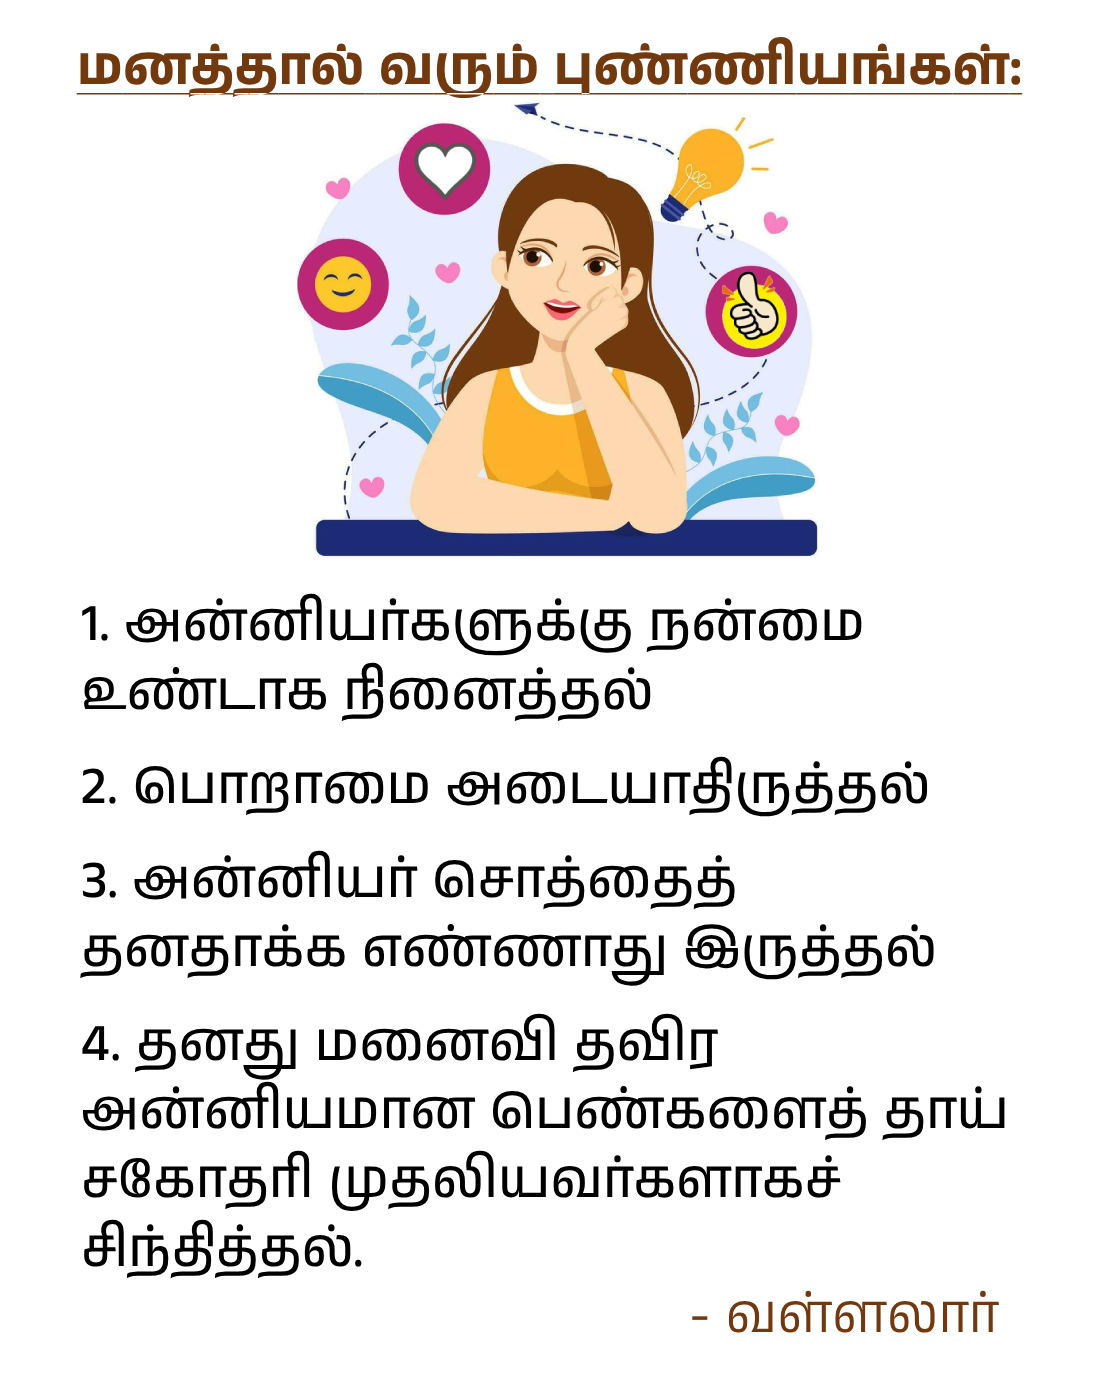 மனத்தால் வரும் புண்ணியங்கள்:
1. அன்னியர்களுக்கு நன்மை
உண்டாக நினைத்தல்
2. பொறாமை அடையாதிருத்தல்
3. அன்னியர் சொத்தைத்
தனதாக்க எண்ணாது இருத்தல்
4. தனது மனைவி தவிர
அன்னியமான பெண்களைத் தாய்
சகோதரி முதலியவர்களாகச்
சிந்தித்தல்.
- வள்ளலார்